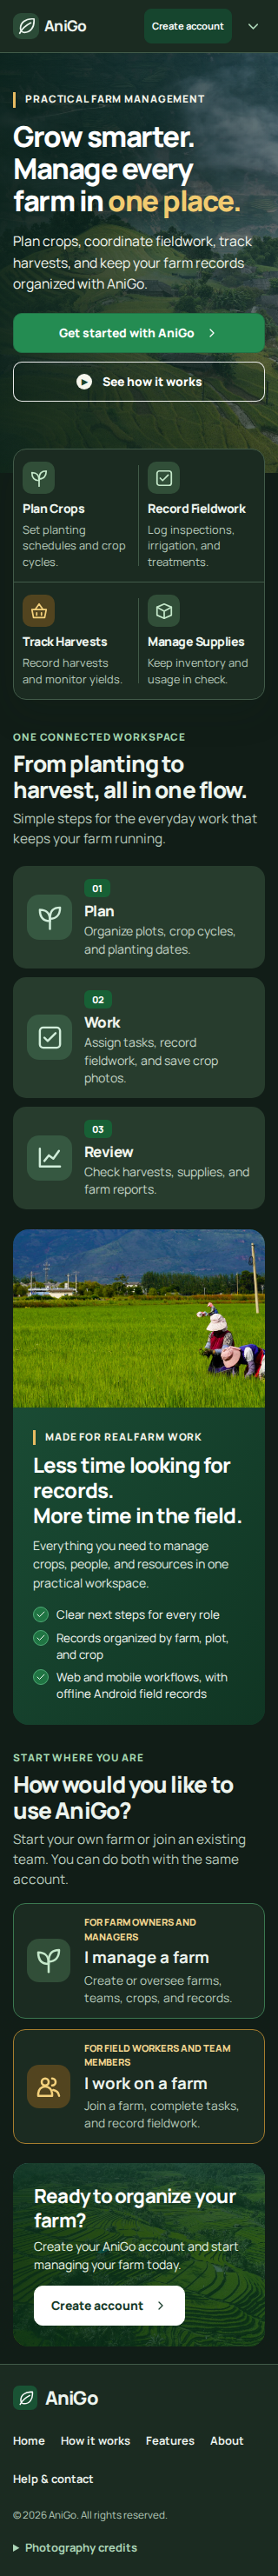 AniGo
Create account
PRACTICAL FARM MANAGEMENT
Grow smarter.
Manage every
farm in one place.
Plan crops, coordinate fieldwork, track
harvests, and keep your farm records
organized with AniGo.
Get started with AniGo
See how it works
Plan Crops
Set planting
schedules and crop
cycles.
Record Fieldwork
Log inspections,
irrigation, and
treatments.
Track Harvests
Record harvests
and monitor yields.
Manage Supplies
Keep inventory and
usage in check.
ONE CONNECTED WORKSPACE
From planting to
harvest, all in one flow.
Simple steps for the everyday work that
keeps your farm running.
01
Plan
Organize plots, crop cycles,
and planting dates.
02
Work
Assign tasks, record
fieldwork, and save crop
photos.
03
Review
Check harvests, supplies, and
farm reports.
MADE FOR REAL FARM WORK
Less time looking for
records.
More time in the field.
Everything you need to manage
crops, people, and resources in one
practical workspace.
Clear next steps for every role
Records organized by farm, plot,
and crop
Web and mobile workflows, with
offline Android field records
START WHERE YOU ARE
How would you like to
use AniGo?
Start your own farm or join an existing
team. You can do both with the same
account.
FOR FARM OWNERS AND
MANAGERS
I manage a farm
Create or oversee farms,
teams, crops, and records.
FOR FIELD WORKERS AND TEAM
MEMBERS
I work on a farm
Join a farm, complete tasks,
and record fieldwork.
Ready to organize your
farm?
Create your AniGo account and start
managing your farm today.
Create account
AniGo
Home How it works Features About
Help & contact
© 2026 AniGo. All rights reserved.
Photography credits